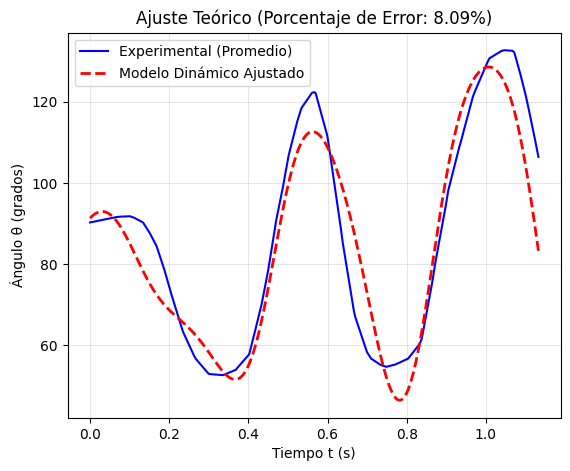 Ajuste Teórico (Porcentaje de Error: 8.09%)
Experimental (Promedio)
Modelo Dinámico Ajustado
Ángulo θ (grados)
120
100
80
60
0.0 0.2 0.4 0.6 0.8 1.0
Tiempo t (s)